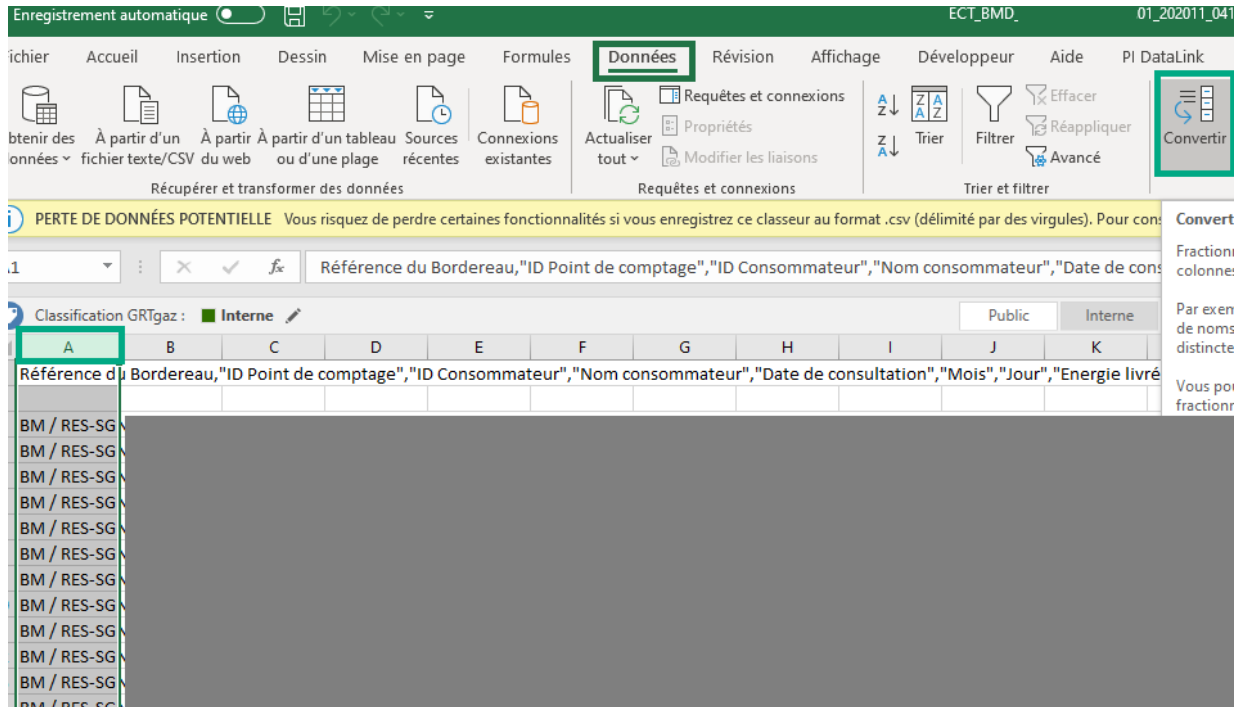 Enregistrement automatique ECT_BMD_ 01_202011_041
ichier Accueil Insertion Dessin Mise en page Formules Données Révision Affichage Développeur Aide PI DataLink
btenir des À partir d'un À partir À partir d'un tableau Sources Connexions Actualiser Requêtes et connexions Trier Filtrer Effacer Convertir
onnées fichier texte/CSV du web ou d'une plage récentes existantes tout Propriétés Réappliquer
Modifier les liaisons Avancé
Récupérer et transformer des données Requêtes et connexions Trier et filtrer
PERTE DE DONNÉES POTENTIELLE Vous risquez de perdre certaines fonctionnalités si vous enregistrez ce classeur au format .csv (délimité par des virgules). Pour con
Convert
Fractionn
colonnes
Par exem
de noms
distincte
Vous pou
fractionn
1 fx Référence du Bordereau,"ID Point de comptage","ID Consommateur","Nom consommateur","Date de cons
Classification GRTgaz : Interne Public Interne
A B C D E F G H I J K
Référence du Bordereau,"ID Point de comptage","ID Consommateur","Nom consommateur","Date de consultation","Mois","Jour","Energie livré
BM / RES-SG
BM / RES-SG
BM / RES-SG
BM / RES-SG
BM / RES-SG
BM / RES-SG
BM / RES-SG
BM / RES-SG
BM / RES-SG
BM / RES-SG
BM / RES-SG
BM / RES-SG